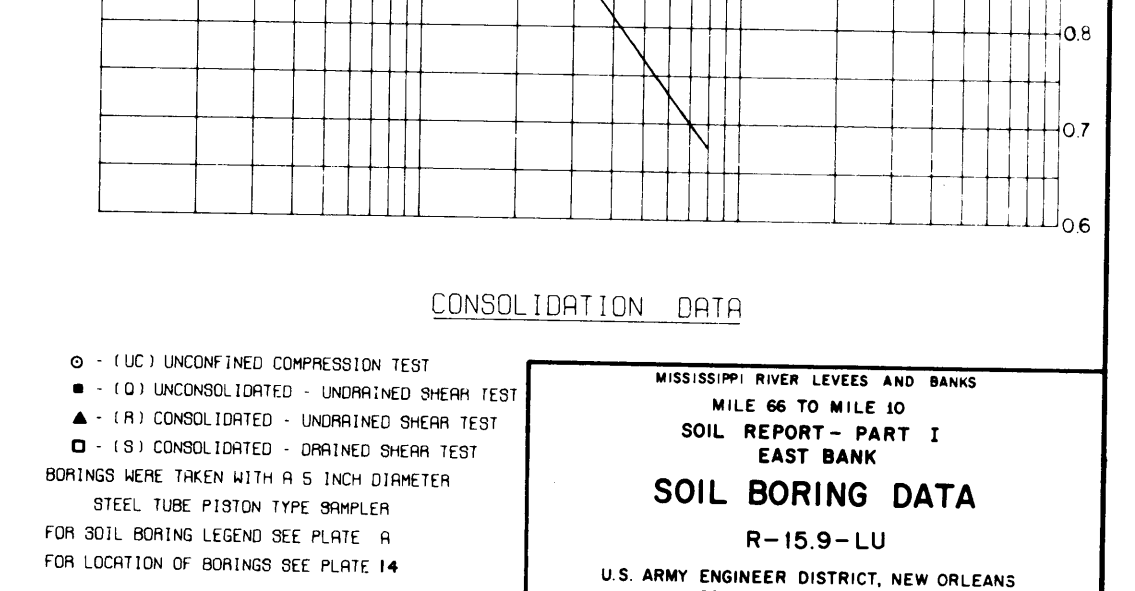 0.8
0.7
0.6
CONSOLIDATION DATA
⊙ - (UC) UNCONFINED COMPRESSION TEST
■ - (Q) UNCONSOLIDATED - UNDRAINED SHEAR TEST
▲ - (R) CONSOLIDATED - UNDRAINED SHEAR TEST
□ - (S) CONSOLIDATED - DRAINED SHEAR TEST
BORINGS WERE TAKEN WITH A 5 INCH DIAMETER
STEEL TUBE PISTON TYPE SAMPLER
FOR SOIL BORING LEGEND SEE PLATE A
FOR LOCATION OF BORINGS SEE PLATE 14
MISSISSIPPI RIVER LEVEES AND BANKS
MILE 66 TO MILE 10
SOIL REPORT - PART I
EAST BANK
SOIL BORING DATA
R-15.9-LU
U.S. ARMY ENGINEER DISTRICT, NEW ORLEANS